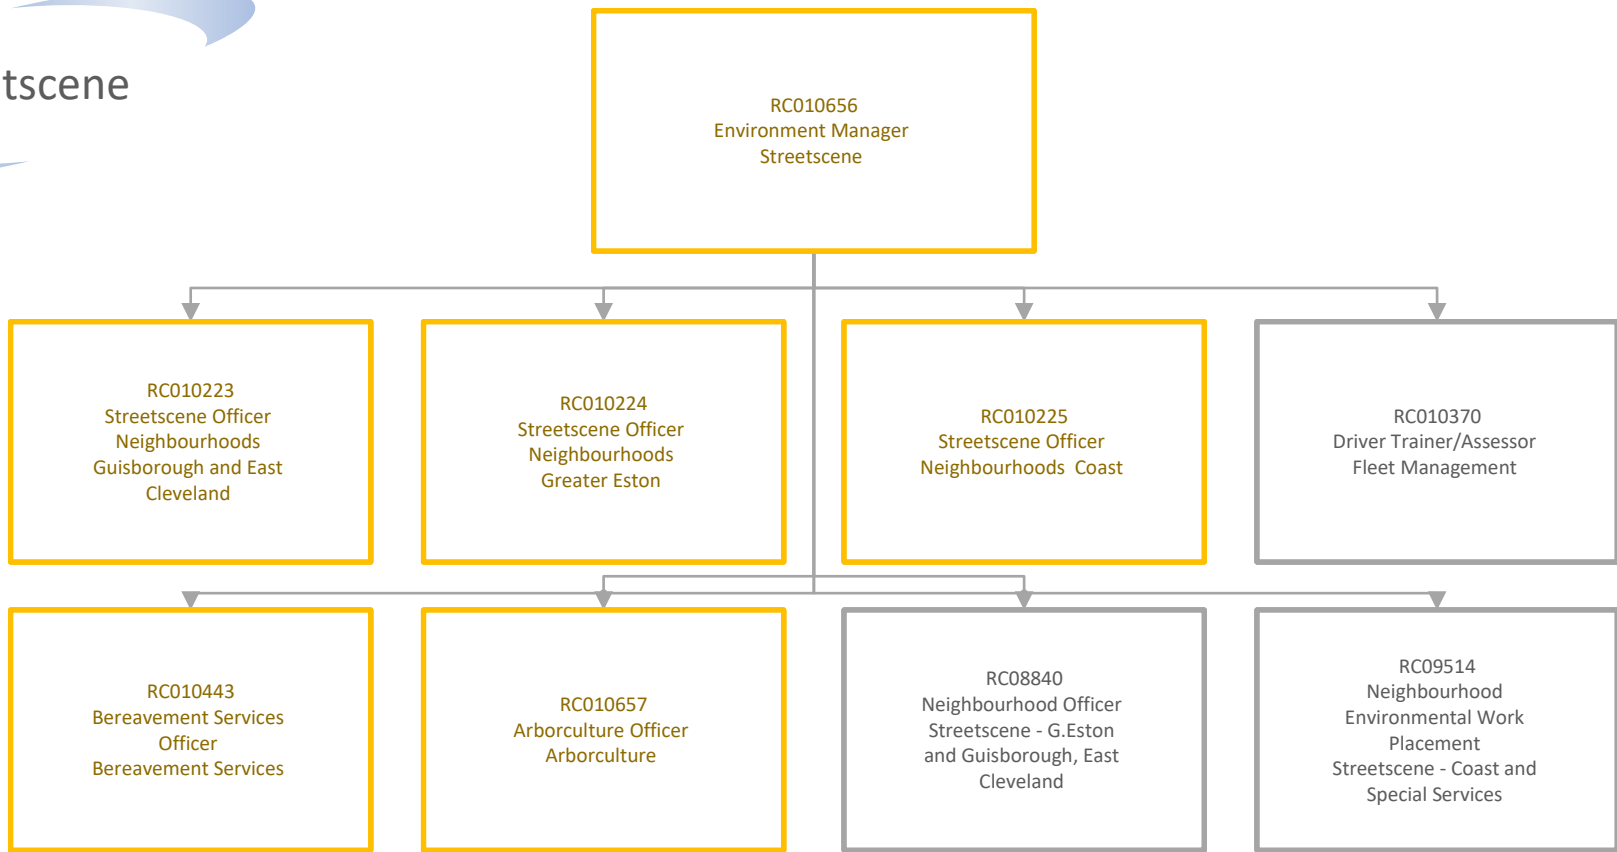 tscene
RC010656
Environment Manager
Streetscene
RC010223
Streetscene Officer
Neighbourhoods
Guisborough and East
Cleveland
RC010224
Streetscene Officer
Neighbourhoods
Greater Eston
RC010225
Streetscene Officer
Neighbourhoods  Coast
RC010370
Driver Trainer/Assessor
Fleet Management
RC010443
Bereavement Services
Officer
Bereavement Services
RC010657
Arborculture Officer
Arborculture
RC08840
Neighbourhood Officer
Streetscene - G.Eston
and Guisborough, East
Cleveland
RC09514
Neighbourhood
Environmental Work
Placement
Streetscene - Coast and
Special Services